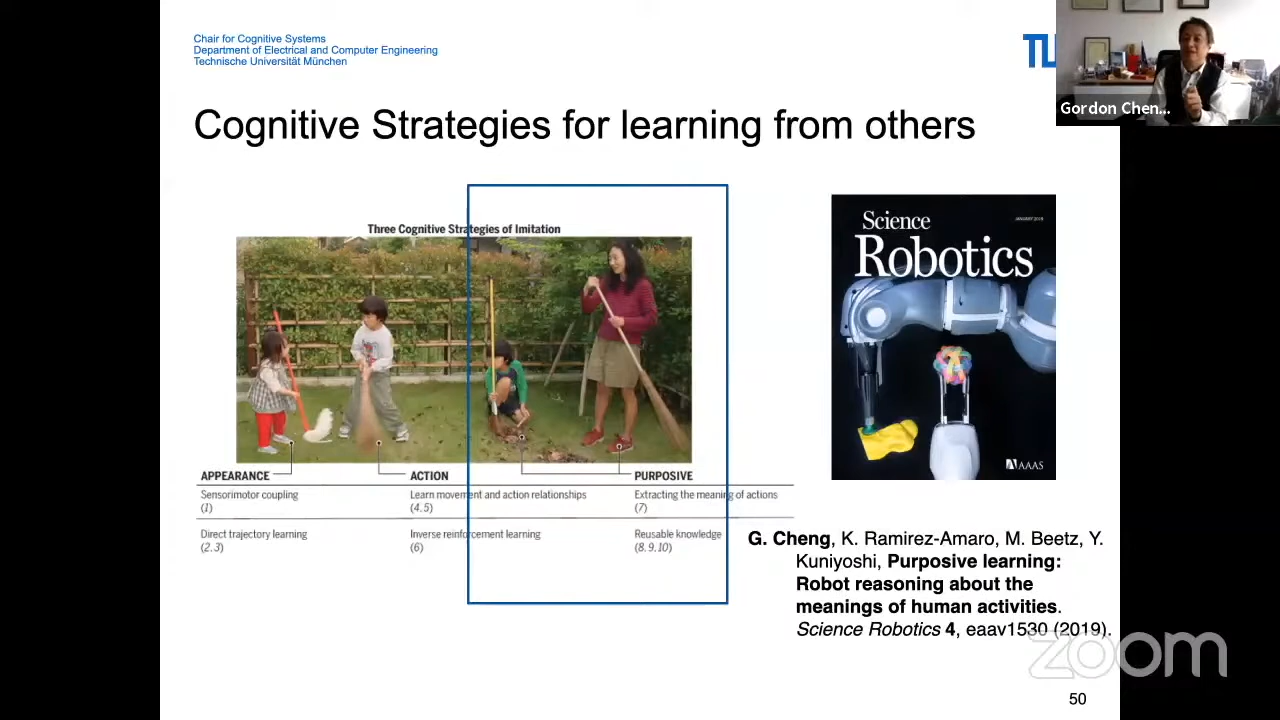 Chair for Cognitive Systems
Department of Electrical and Computer Engineering
Technische Universität München
TU
Gordon Chen...
Cognitive Strategies for learning from others
Three Cognitive Strategies of Imitation
APPEARANCE
ACTION
PURPOSIVE
Sensorimotor coupling
(1)
Learn movement and action relationships
(4, 5)
Extracting the meaning of actions
(7)
Direct trajectory learning
(2, 3)
Inverse reinforcement learning
(6)
Reusable knowledge
(8, 9, 10)
Science
Robotics
JANUARY 2019
AAAS
G. Cheng, K. Ramirez-Amaro, M. Beetz, Y.
Kuniyoshi, Purposive learning:
Robot reasoning about the
meanings of human activities.
Science Robotics 4, eaav1530 (2019).
zoom
50